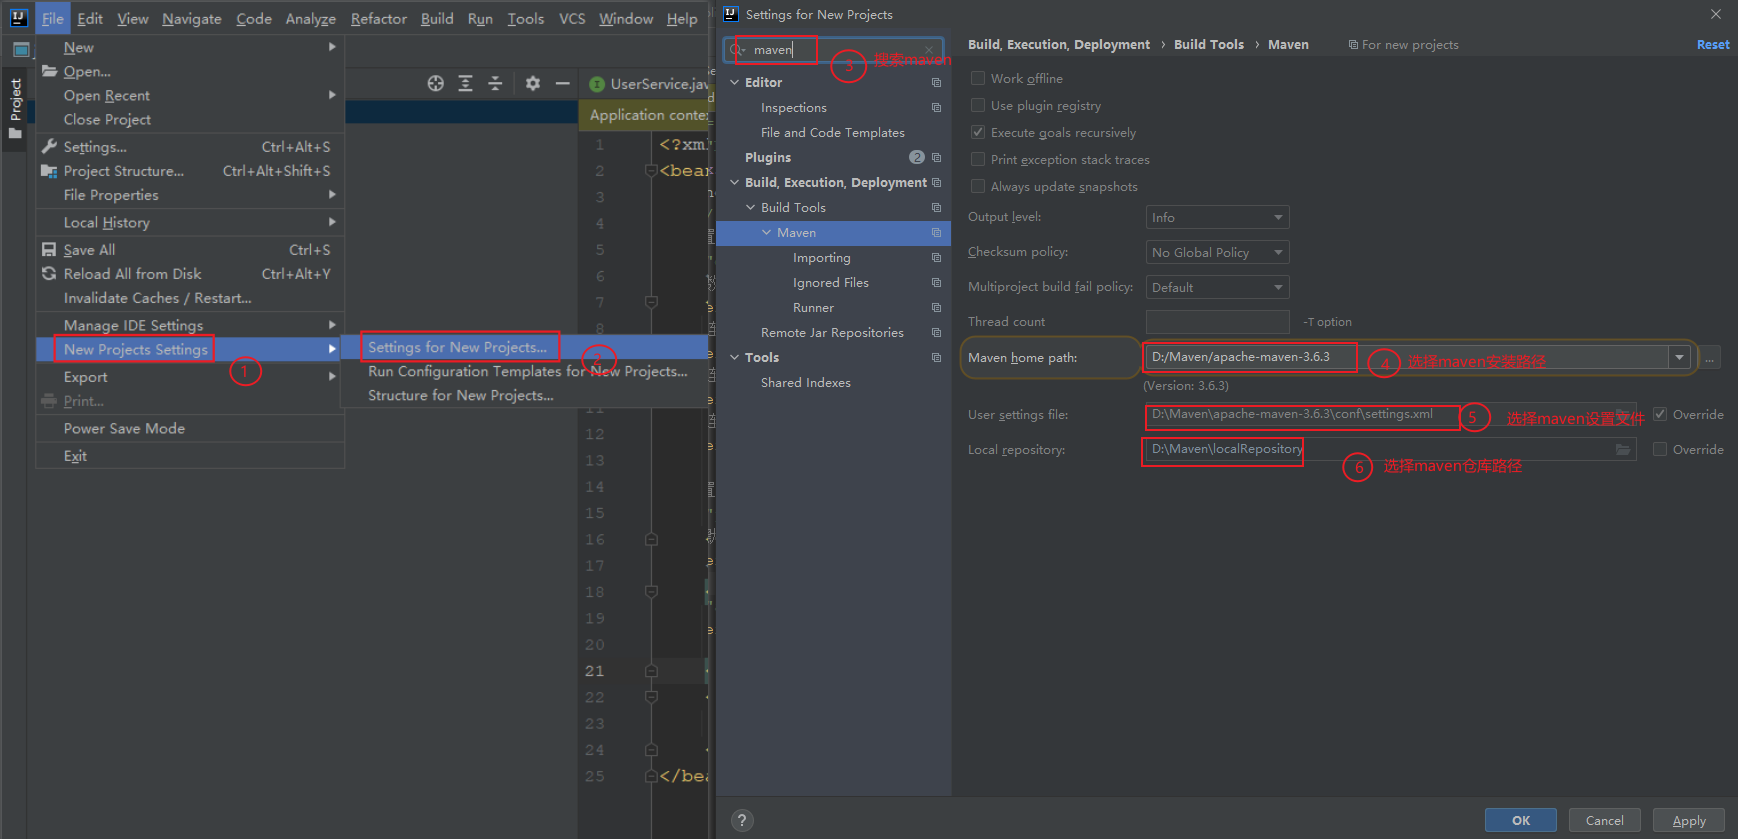 File Edit View Navigate Code Analyze Refactor Build Run Tools VCS Window Help
New
Open...
Open Recent
Close Project
Settings... Ctrl+Alt+S
Project Structure... Ctrl+Alt+Shift+S
File Properties
Local History
Save All Ctrl+S
Reload All from Disk Ctrl+Alt+Y
Invalidate Caches / Restart...
Manage IDE Settings
New Projects Settings
1
Export
Print...
Power Save Mode
Exit
Settings for New Projects...
2
Run Configuration Templates for New Projects...
Structure for New Projects...
Project
UserService.jav
Application conte
1 <?xm
2 <bea
3
4
5
6
7
8
11
12
13
14
15
16
17
18
19
20
21
22
23
24
25 </bea
Settings for New Projects
maven
3 搜索maven
Editor
Inspections
File and Code Templates
Plugins 2
Build, Execution, Deployment
Build Tools
Maven
Importing
Ignored Files
Runner
Remote Jar Repositories
Tools
Shared Indexes
Build, Execution, Deployment › Build Tools › Maven For new projects Reset
Work offline
Use plugin registry
Execute goals recursively
Print exception stack traces
Always update snapshots
Output level: Info
Checksum policy: No Global Policy
Multiproject build fail policy: Default
Thread count -T option
Maven home path: D:/Maven/apache-maven-3.6.3 4 选择maven安装路径 ...
(Version: 3.6.3)
User settings file: D:\Maven\apache-maven-3.6.3\conf\settings.xml 5 选择maven设置文件 Override
Local repository: D:\Maven\localRepository 6 选择maven仓库路径 Override
? OK Cancel Apply